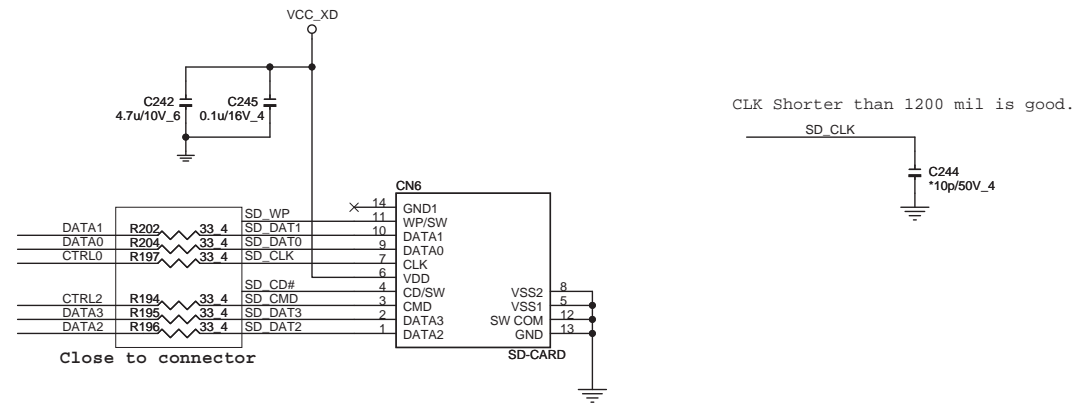 VCC_XD
C242
4.7u/10V_6
C245
0.1u/16V_4
CLK Shorter than 1200 mil is good.
SD_CLK
C244
*10p/50V_4
CN6
14 GND1
SD_WP 11 WP/SW
DATA1 R202 33_4 SD_DAT1 10 DATA1
DATA0 R204 33_4 SD_DAT0 9 DATA0
CTRL0 R197 33_4 SD_CLK 7 CLK
6 VDD
SD_CD# 4 CD/SW VSS2 8
CTRL2 R194 33_4 SD_CMD 3 CMD VSS1 5
DATA3 R195 33_4 SD_DAT3 2 DATA3 SW COM 12
DATA2 R196 33_4 SD_DAT2 1 DATA2 GND 13
SD-CARD
Close to connector